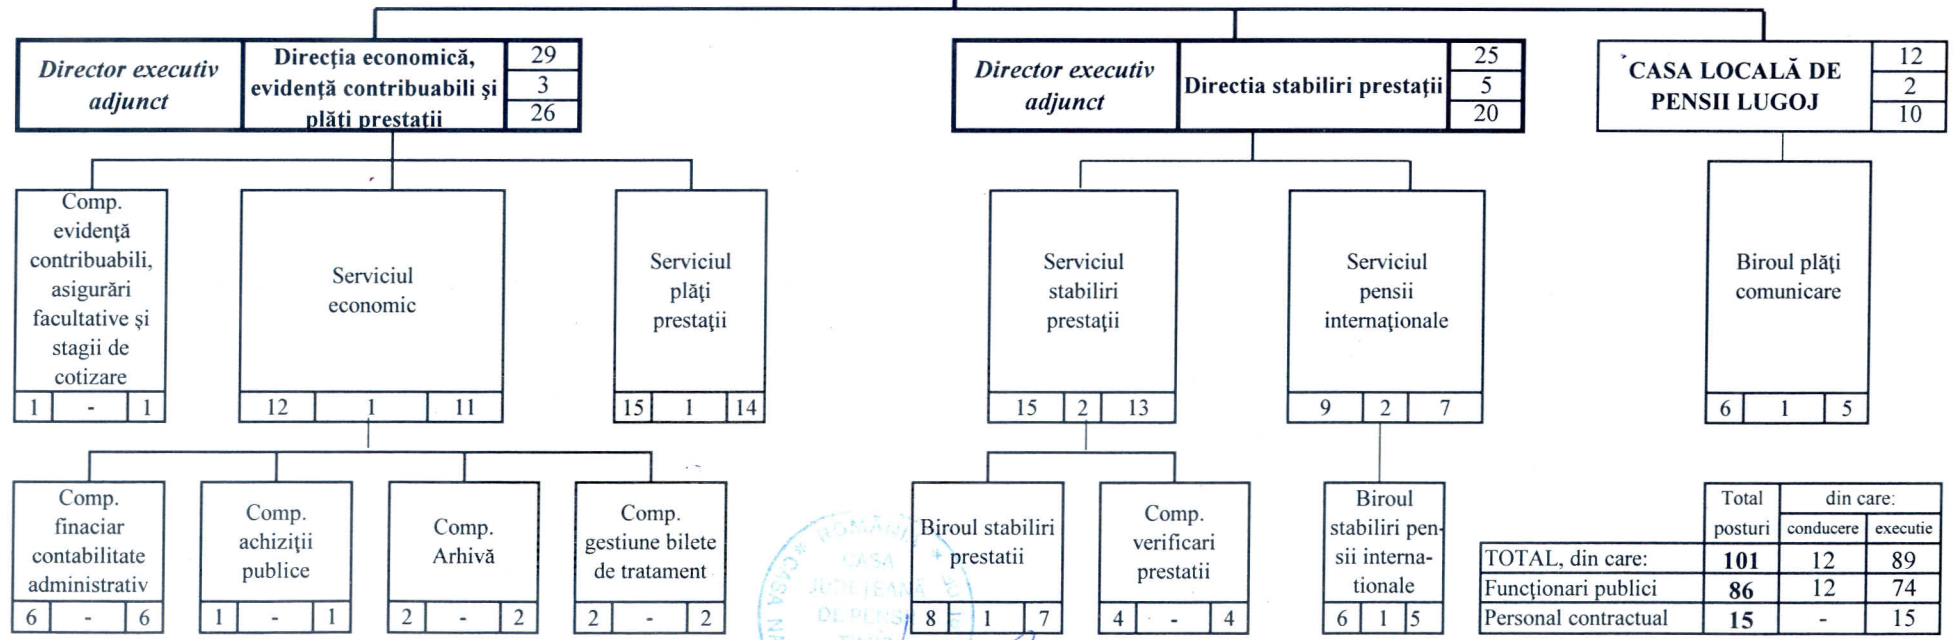 Director executiv
adjunct
Direcţia economică,
evidenţă contribuabili şi
plăţi prestaţii
29
3
26
Director executiv
adjunct
Directia stabiliri prestaţii
25
5
20
CASA LOCALĂ DE
PENSII LUGOJ
12
2
10
Comp.
evidenţă
contribuabili,
asigurări
facultative şi
stagii de
cotizare
1 - 1
Serviciul
economic
12 1 11
Serviciul
plăţi
prestaţii
15 1 14
Serviciul
stabiliri
prestaţii
15 2 13
Serviciul
pensii
internaţionale
9 2 7
Biroul plăţi
comunicare
6 1 5
Comp.
finaciar
contabilitate
administrativ
6 - 6
Comp.
achiziţii
publice
1 - 1
Comp.
Arhivă
2 - 2
Comp.
gestiune bilete
de tratament
2 - 2
ROMÂNIA
CASA
JUDEŢEANĂ
DE PENSII
Biroul stabiliri
prestatii
8 1 7
Comp.
verificari
prestatii
4 - 4
Biroul
stabiliri pen-
sii interna-
tionale
6 1 5
Total posturi din care:
conducere executie
TOTAL, din care: 101 12 89
Funcţionari publici 86 12 74
Personal contractual 15 - 15